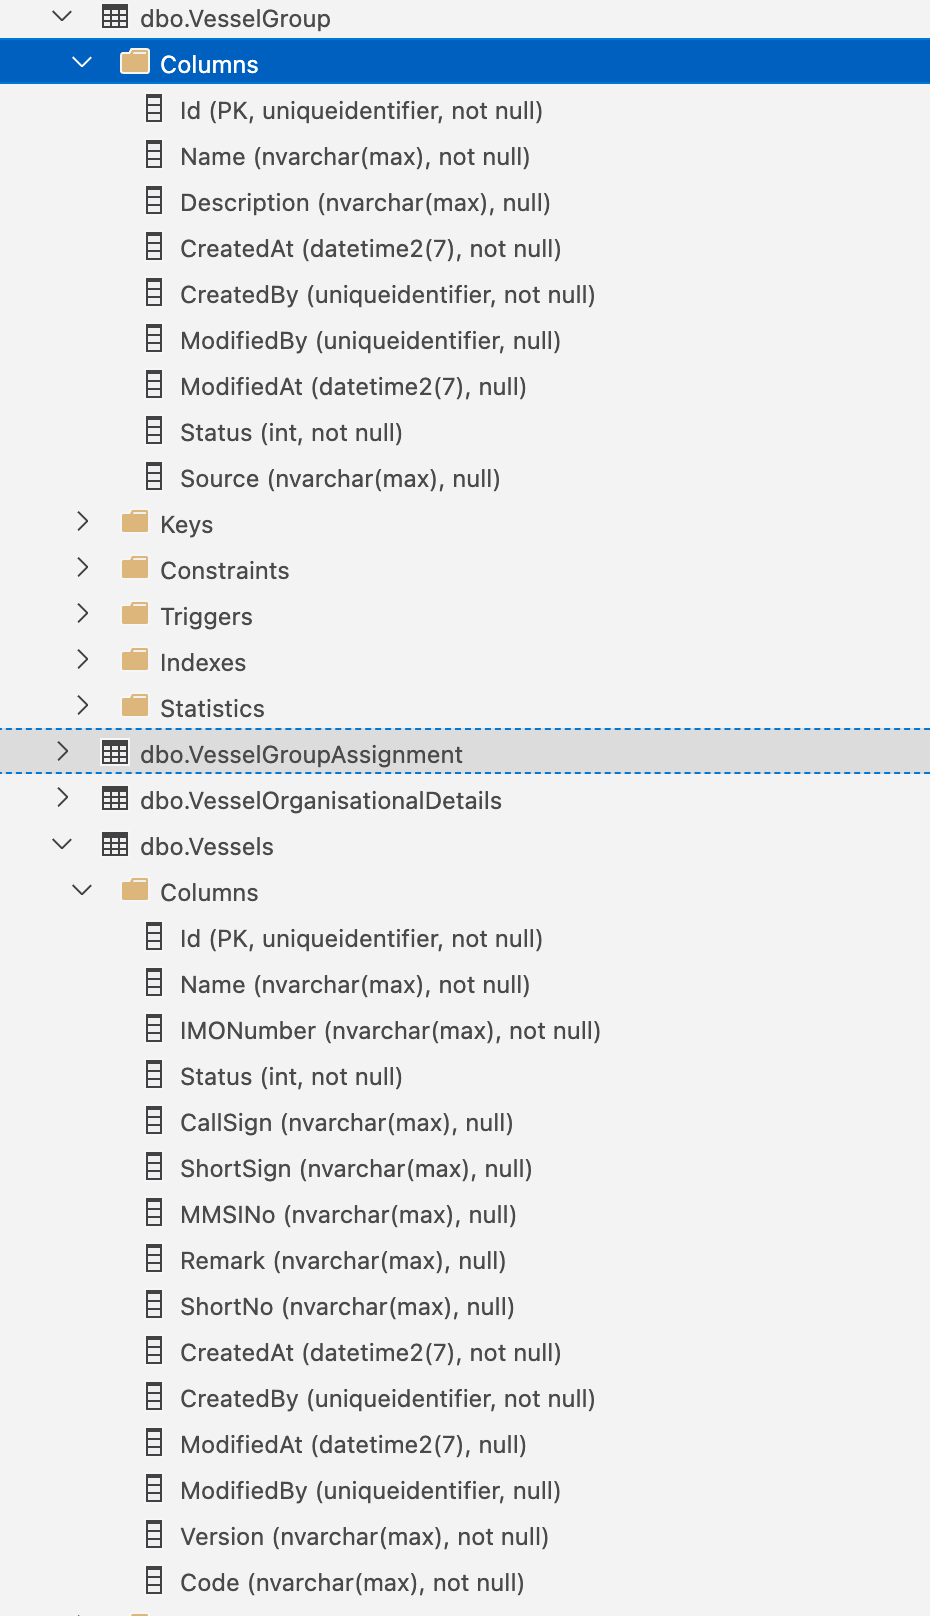 dbo.VesselGroup
Columns
Id (PK, uniqueidentifier, not null)
Name (nvarchar(max), not null)
Description (nvarchar(max), null)
CreatedAt (datetime2(7), not null)
CreatedBy (uniqueidentifier, not null)
ModifiedBy (uniqueidentifier, null)
ModifiedAt (datetime2(7), null)
Status (int, not null)
Source (nvarchar(max), null)
Keys
Constraints
Triggers
Indexes
Statistics
dbo.VesselGroupAssignment
dbo.VesselOrganisationalDetails
dbo.Vessels
Columns
Id (PK, uniqueidentifier, not null)
Name (nvarchar(max), not null)
IMONumber (nvarchar(max), not null)
Status (int, not null)
CallSign (nvarchar(max), null)
ShortSign (nvarchar(max), null)
MMSINo (nvarchar(max), null)
Remark (nvarchar(max), null)
ShortNo (nvarchar(max), null)
CreatedAt (datetime2(7), not null)
CreatedBy (uniqueidentifier, not null)
ModifiedAt (datetime2(7), null)
ModifiedBy (uniqueidentifier, null)
Version (nvarchar(max), not null)
Code (nvarchar(max), not null)